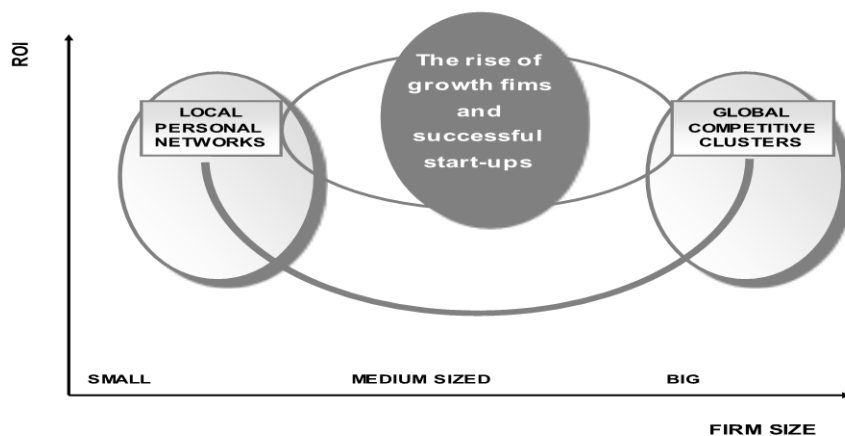 ROI
The rise of
growth fims
and
successful
start-ups
LOCAL
PERSONAL
NETWORKS
GLOBAL
COMPETITIVE
CLUSTERS
SMALL
MEDIUM SIZED
BIG
FIRM SIZE